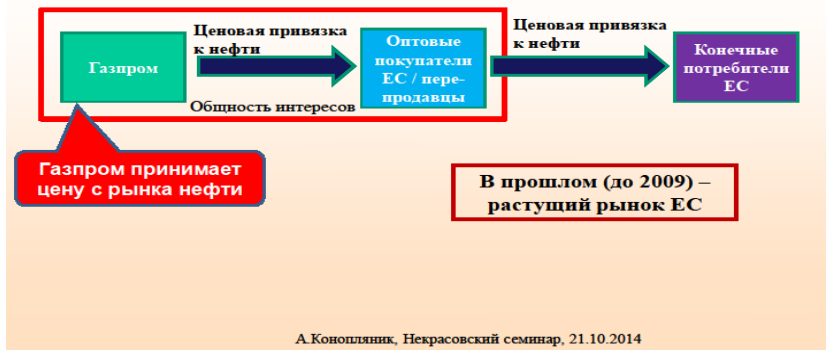 Ценовая привязка
к нефти
Ценовая привязка
к нефти
Газпром
Оптовые
покупатели
ЕС / пере-
продавцы
Конечные
потребители
ЕС
Общность интересов
Газпром принимает
цену с рынка нефти
В прошлом (до 2009) –
растущий рынок ЕС
А.Конопляник, Некрасовский семинар, 21.10.2014